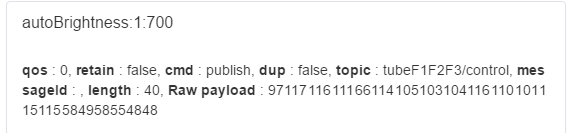 autoBrightness:1:700
qos : 0, retain : false, cmd : publish, dup : false, topic : tubeF1F2F3/control, mes
sageId : , length : 40, Raw payload : 97117116111661141051031041161101011
15115584958554848